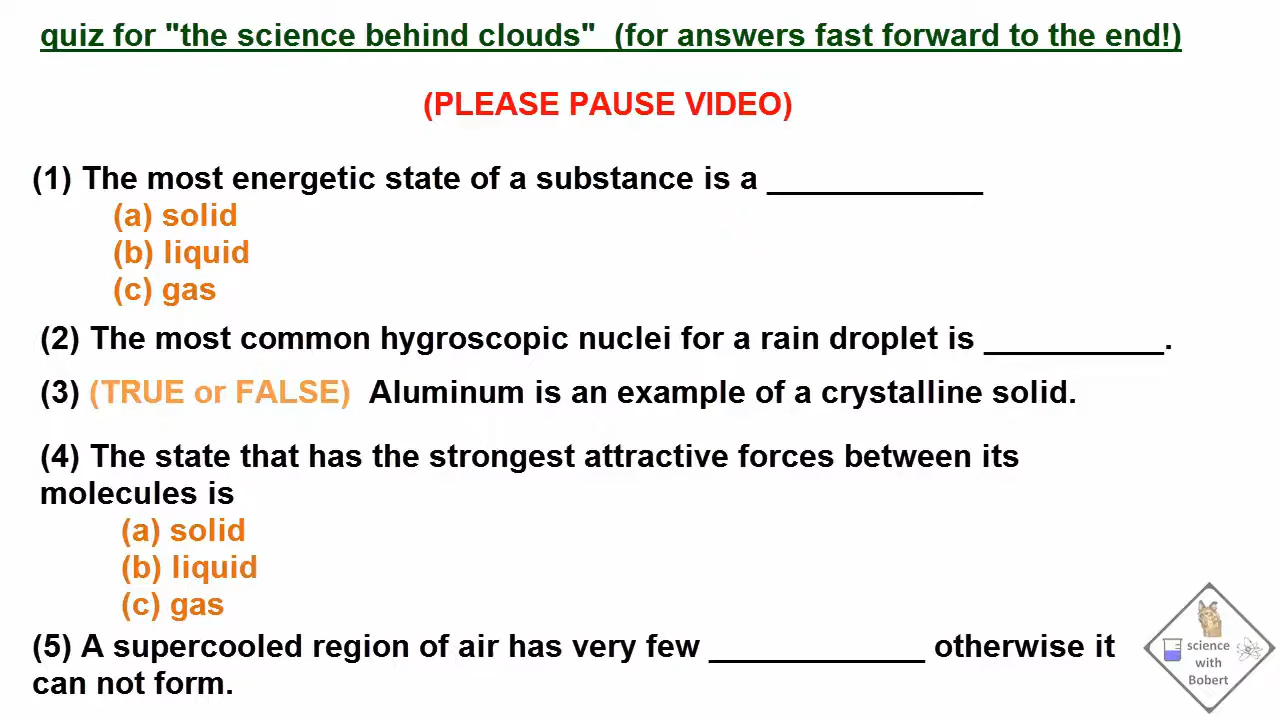 quiz for "the science behind clouds"  (for answers fast forward to the end!)
(PLEASE PAUSE VIDEO)
(1) The most energetic state of a substance is a ____________
(a) solid
(b) liquid
(c) gas
(2) The most common hygroscopic nuclei for a rain droplet is __________.
(3) (TRUE or FALSE)  Aluminum is an example of a crystalline solid.
(4) The state that has the strongest attractive forces between its
molecules is
(a) solid
(b) liquid
(c) gas
(5) A supercooled region of air has very few ____________ otherwise it
can not form.
science
with
Bobert